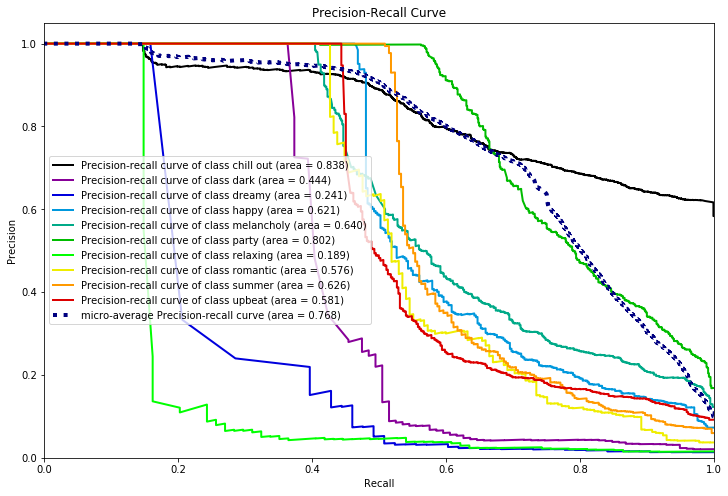 Precision-Recall Curve
Precision
1.0
0.8
0.6
0.4
0.2
0.0
Precision-recall curve of class chill out (area = 0.838)
Precision-recall curve of class dark (area = 0.444)
Precision-recall curve of class dreamy (area = 0.241)
Precision-recall curve of class happy (area = 0.621)
Precision-recall curve of class melancholy (area = 0.640)
Precision-recall curve of class party (area = 0.802)
Precision-recall curve of class relaxing (area = 0.189)
Precision-recall curve of class romantic (area = 0.576)
Precision-recall curve of class summer (area = 0.626)
Precision-recall curve of class upbeat (area = 0.581)
micro-average Precision-recall curve (area = 0.768)
0.0 0.2 0.4 0.6 0.8 1.0
Recall